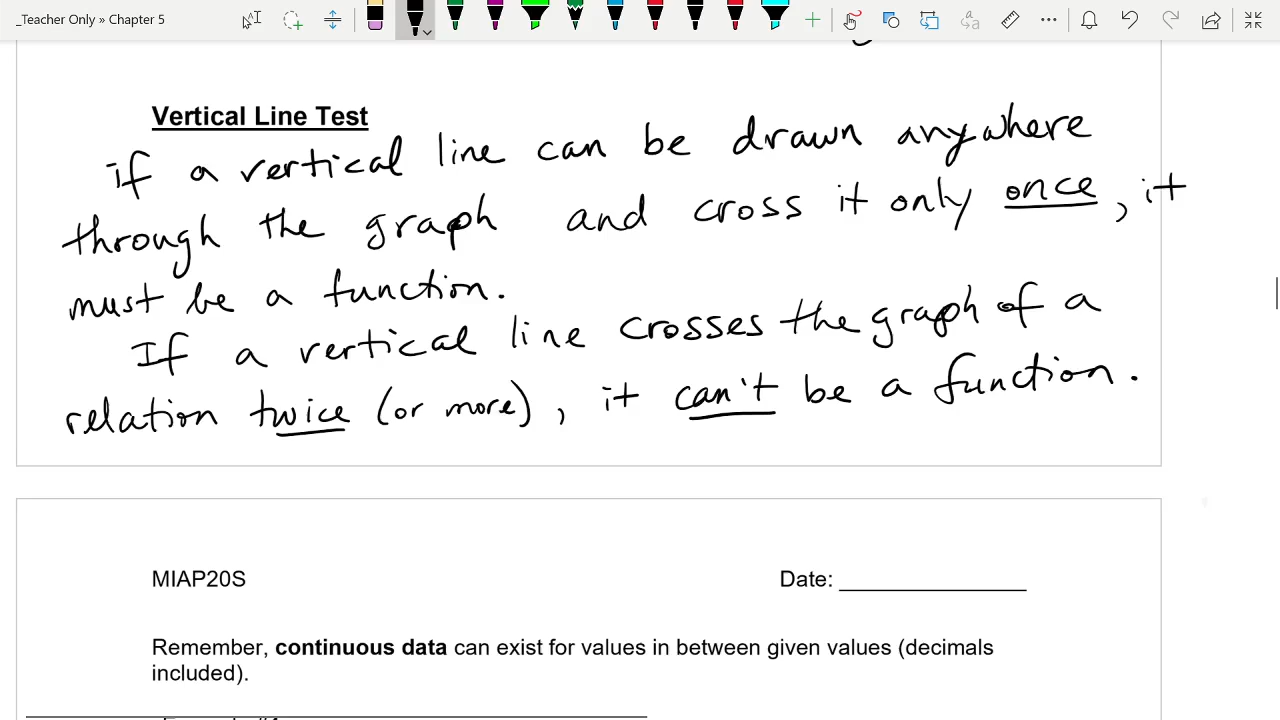 _Teacher Only » Chapter 5
Vertical Line Test
if a vertical line can be drawn anywhere
through the graph and cross it only once, it
must be a function.
If a vertical line crosses the graph of a
relation twice (or more), it can't be a function.
MIAP20S Date: _______________
Remember, continuous data can exist for values in between given values (decimals
included).